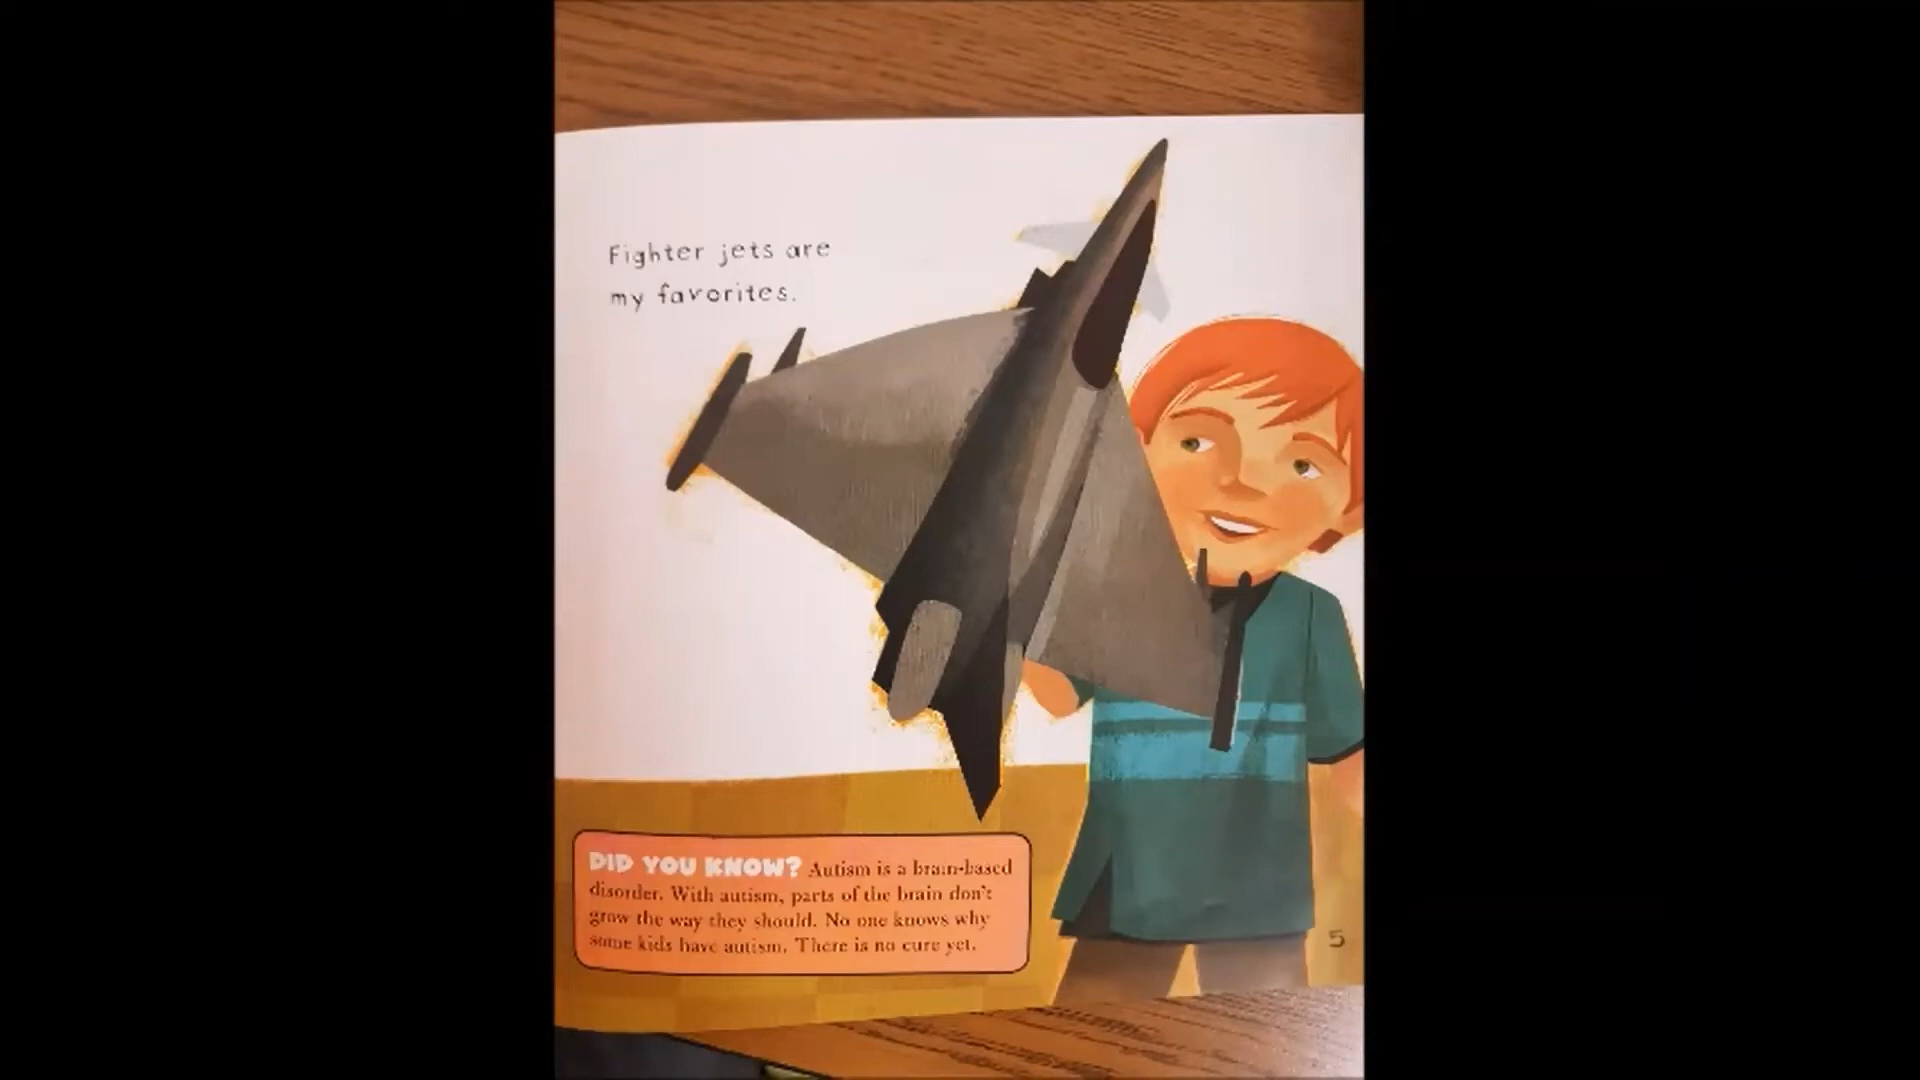 Fighter jets are
my favorites.
DID YOU KNOW? Autism is a brain-based
disorder. With autism, parts of the brain don't
grow the way they should. No one knows why
some kids have autism. There is no cure yet.
5